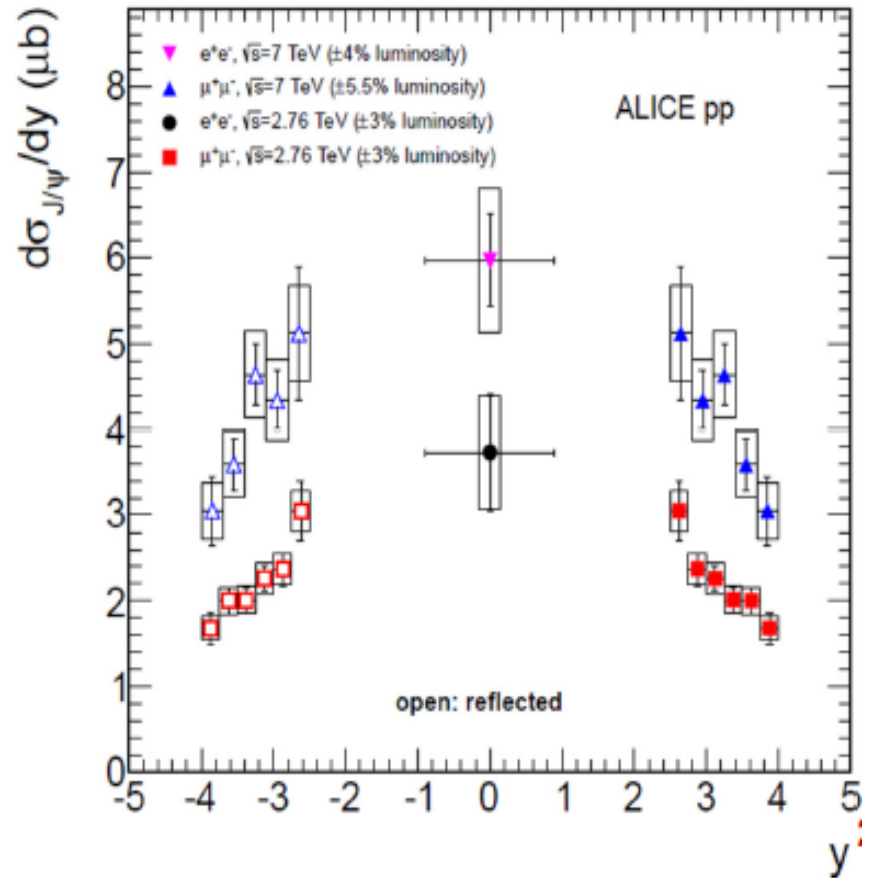 dσ_J/ψ/dy (μb)
e⁺e⁻, √s=7 TeV (±4% luminosity)
μ⁺μ⁻, √s=7 TeV (±5.5% luminosity)
e⁺e⁻, √s=2.76 TeV (±3% luminosity)
μ⁺μ⁻, √s=2.76 TeV (±3% luminosity)
ALICE pp
8
7
6
5
4
3
2
1
0
open: reflected
-5 -4 -3 -2 -1 0 1 2 3 4 5
y